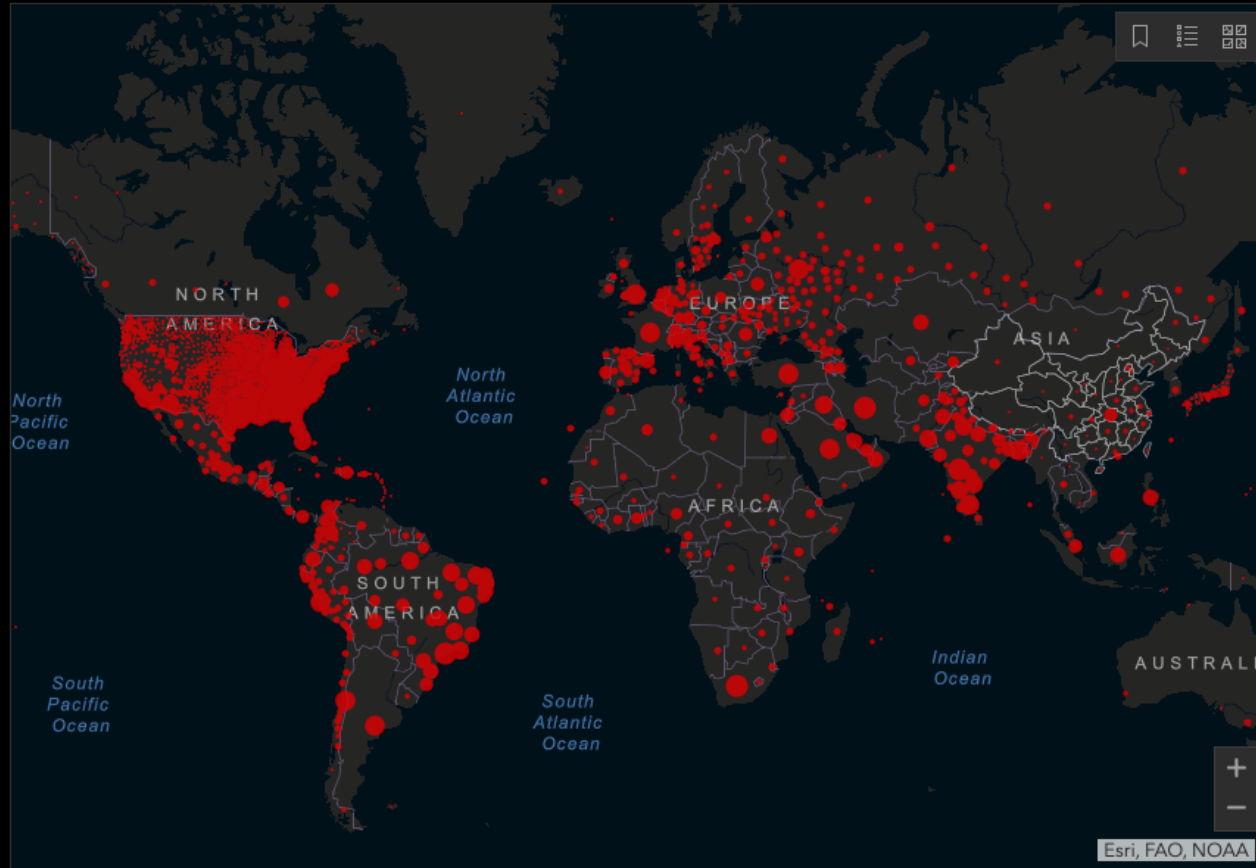 NORTH
AMERICA
EUROPE
ASIA
North
Pacific
Ocean
North
Atlantic
Ocean
AFRICA
SOUTH
AMERICA
Indian
Ocean
AUSTRALI
South
Pacific
Ocean
South
Atlantic
Ocean
+
−
Esri, FAO, NOAA